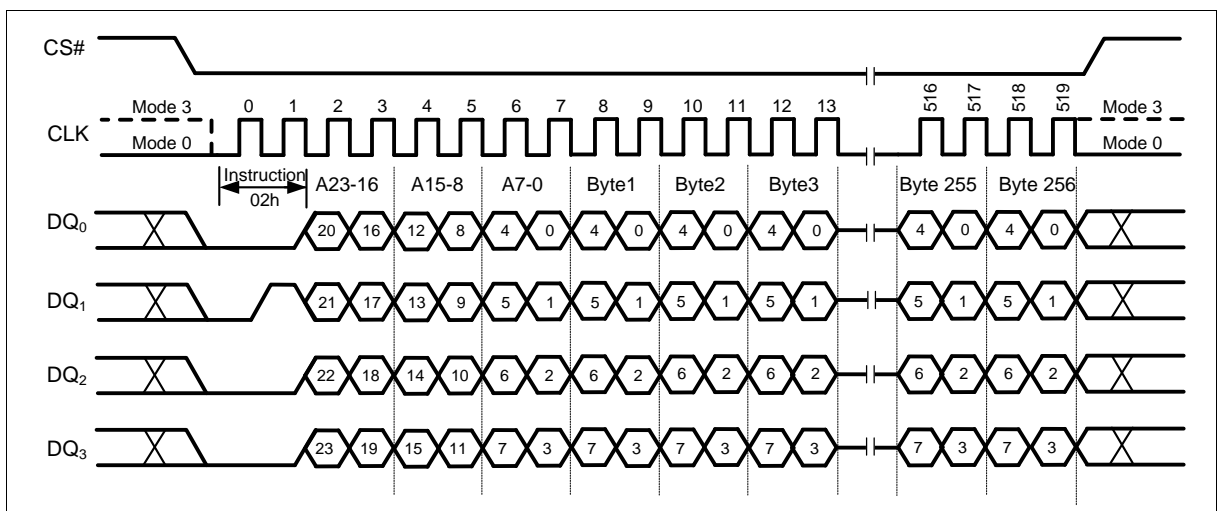 CS#
Mode 3 0 1 2 3 4 5 6 7 8 9 10 11 12 13 516 517 518 519 Mode 3
CLK
Mode 0 Mode 0
Instruction
02h
A23-16 A15-8 A7-0 Byte1 Byte2 Byte3 Byte 255 Byte 256
DQ0 20 16 12 8 4 0 4 0 4 0 4 0 4 0 4 0
DQ1 21 17 13 9 5 1 5 1 5 1 5 1 5 1 5 1
DQ2 22 18 14 10 6 2 6 2 6 2 6 2 6 2 6 2
DQ3 23 19 15 11 7 3 7 3 7 3 7 3 7 3 7 3